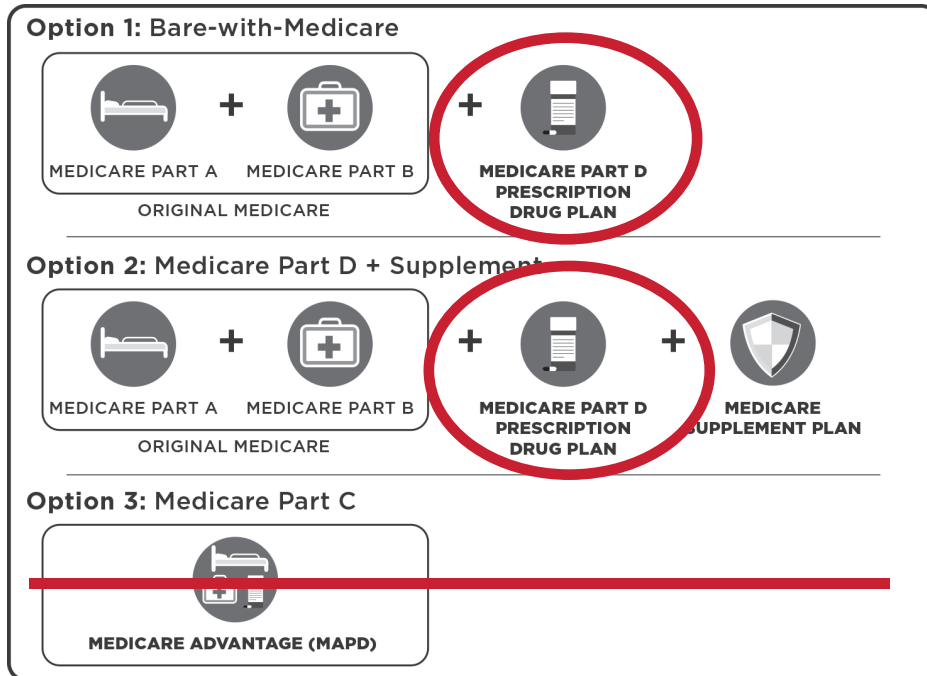 Option 1: Bare-with-Medicare
+
+
MEDICARE PART A
MEDICARE PART B
MEDICARE PART D
PRESCRIPTION
DRUG PLAN
ORIGINAL MEDICARE
Option 2: Medicare Part D + Supplement
+
+
+
MEDICARE PART A
MEDICARE PART B
MEDICARE PART D
PRESCRIPTION
DRUG PLAN
MEDICARE
SUPPLEMENT PLAN
ORIGINAL MEDICARE
Option 3: Medicare Part C
MEDICARE ADVANTAGE (MAPD)